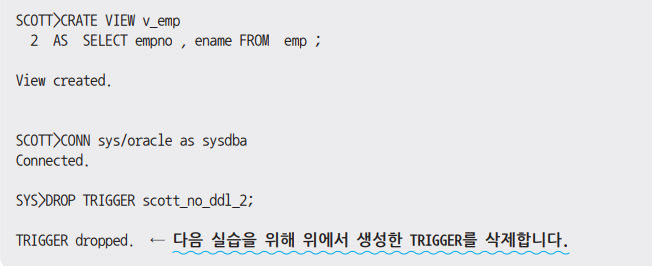 SCOTT>CRATE VIEW v_emp
2 AS SELECT empno , ename FROM emp ;
View created.
SCOTT>CONN sys/oracle as sysdba
Connected.
SYS>DROP TRIGGER scott_no_ddl_2;
TRIGGER dropped. ← 다음 실습을 위해 위에서 생성한 TRIGGER를 삭제합니다.